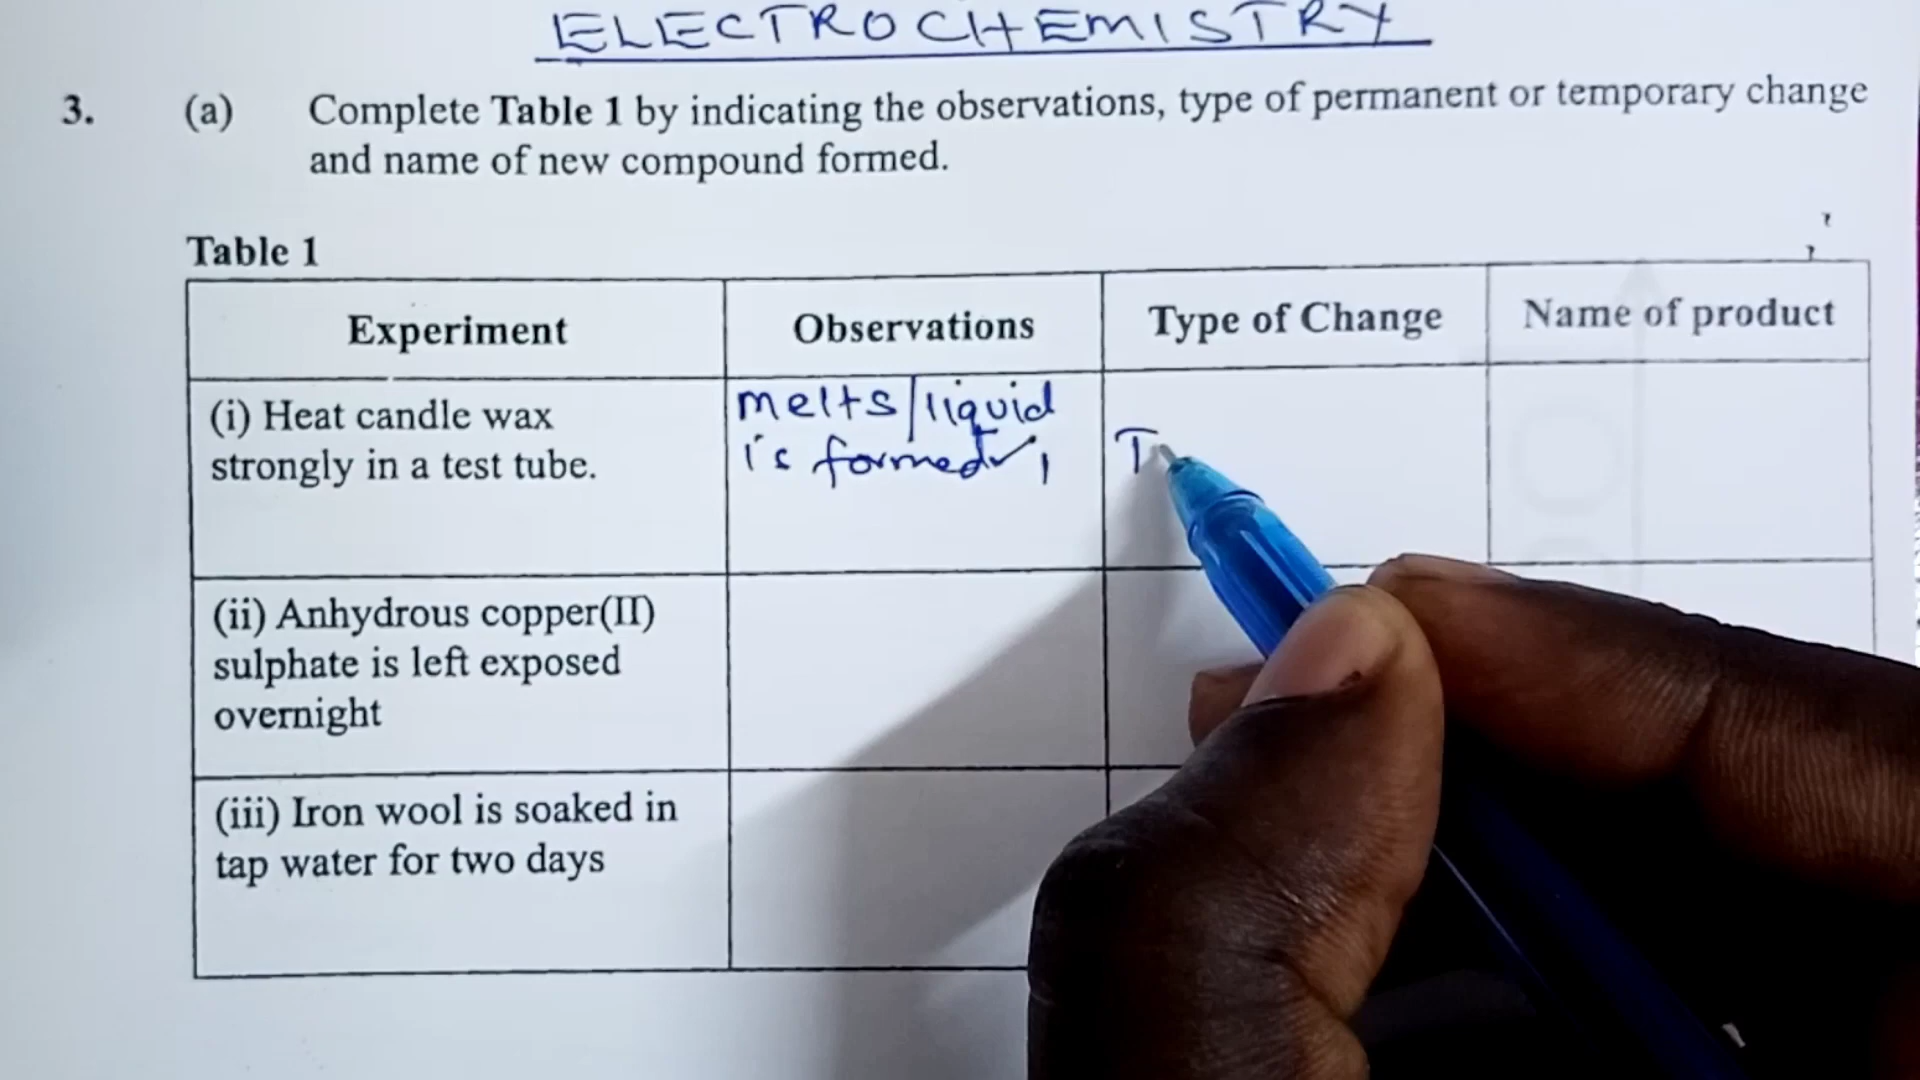 ELECTROCHEMISTRY
3. (a) Complete Table 1 by indicating the observations, type of permanent or temporary change
and name of new compound formed.
Table 1
Experiment Observations Type of Change Name of product
(i) Heat candle wax
strongly in a test tube.
melts/liquid
is formed✓1
T
(ii) Anhydrous copper(II)
sulphate is left exposed
overnight
(iii) Iron wool is soaked in
tap water for two days